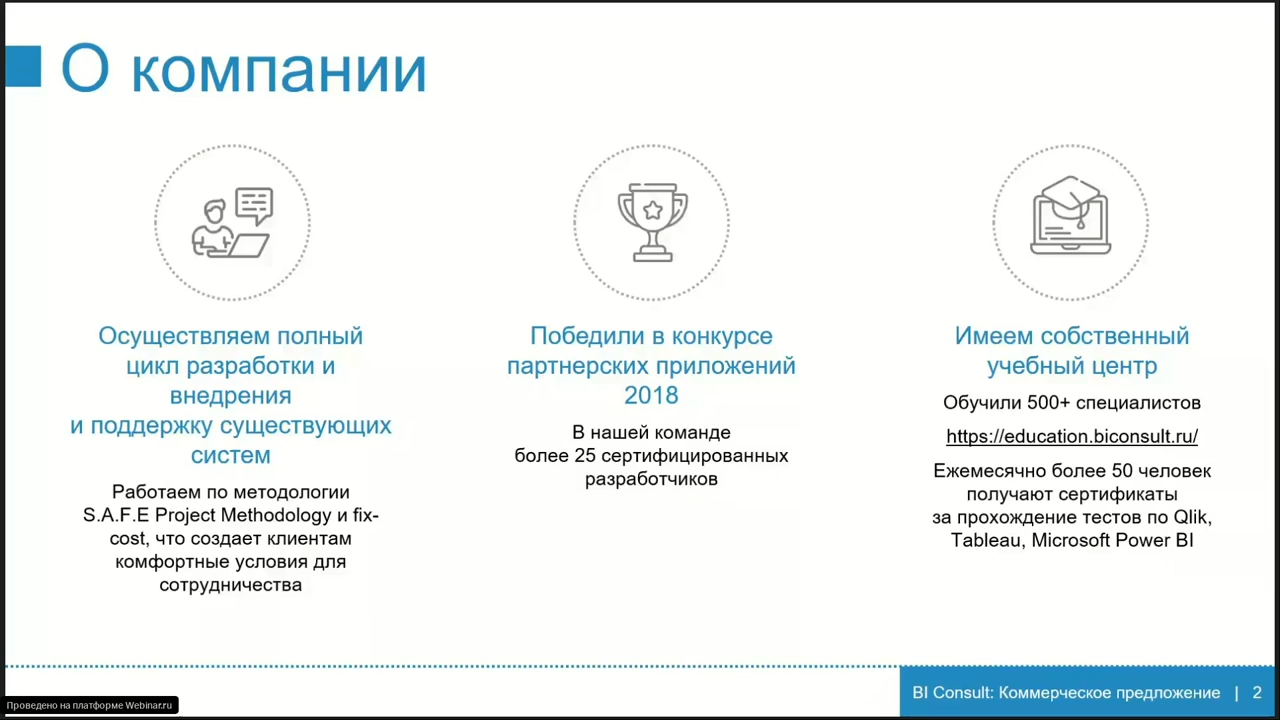 О компании
Осуществляем полный
цикл разработки и
внедрения
и поддержку существующих
систем
Работаем по методологии
S.A.F.E Project Methodology и fix-
cost, что создает клиентам
комфортные условия для
сотрудничества
Победили в конкурсе
партнерских приложений
2018
В нашей команде
более 25 сертифицированных
разработчиков
Имеем собственный
учебный центр
Обучили 500+ специалистов
https://education.biconsult.ru/
Ежемесячно более 50 человек
получают сертификаты
за прохождение тестов по Qlik,
Tableau, Microsoft Power BI
BI Consult: Коммерческое предложение | 2
Проведено на платформе Webinar.ru